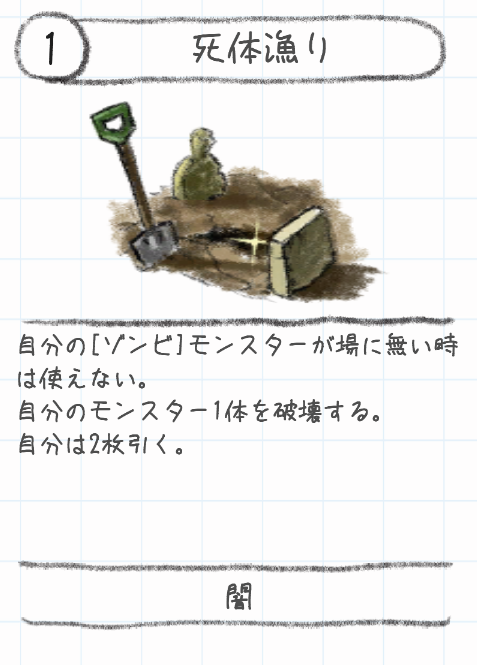 1
死体漁り
自分の[ゾンビ]モンスターが場に無い時
は使えない。
自分のモンスター1体を破壊する。
自分は2枚引く。
闇